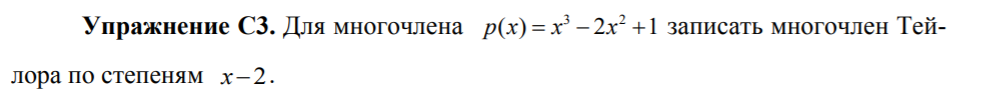 Упражнение С3. Для многочлена p(x) = x³ − 2x² + 1 записать многочлен Тей-
лора по степеням x − 2.